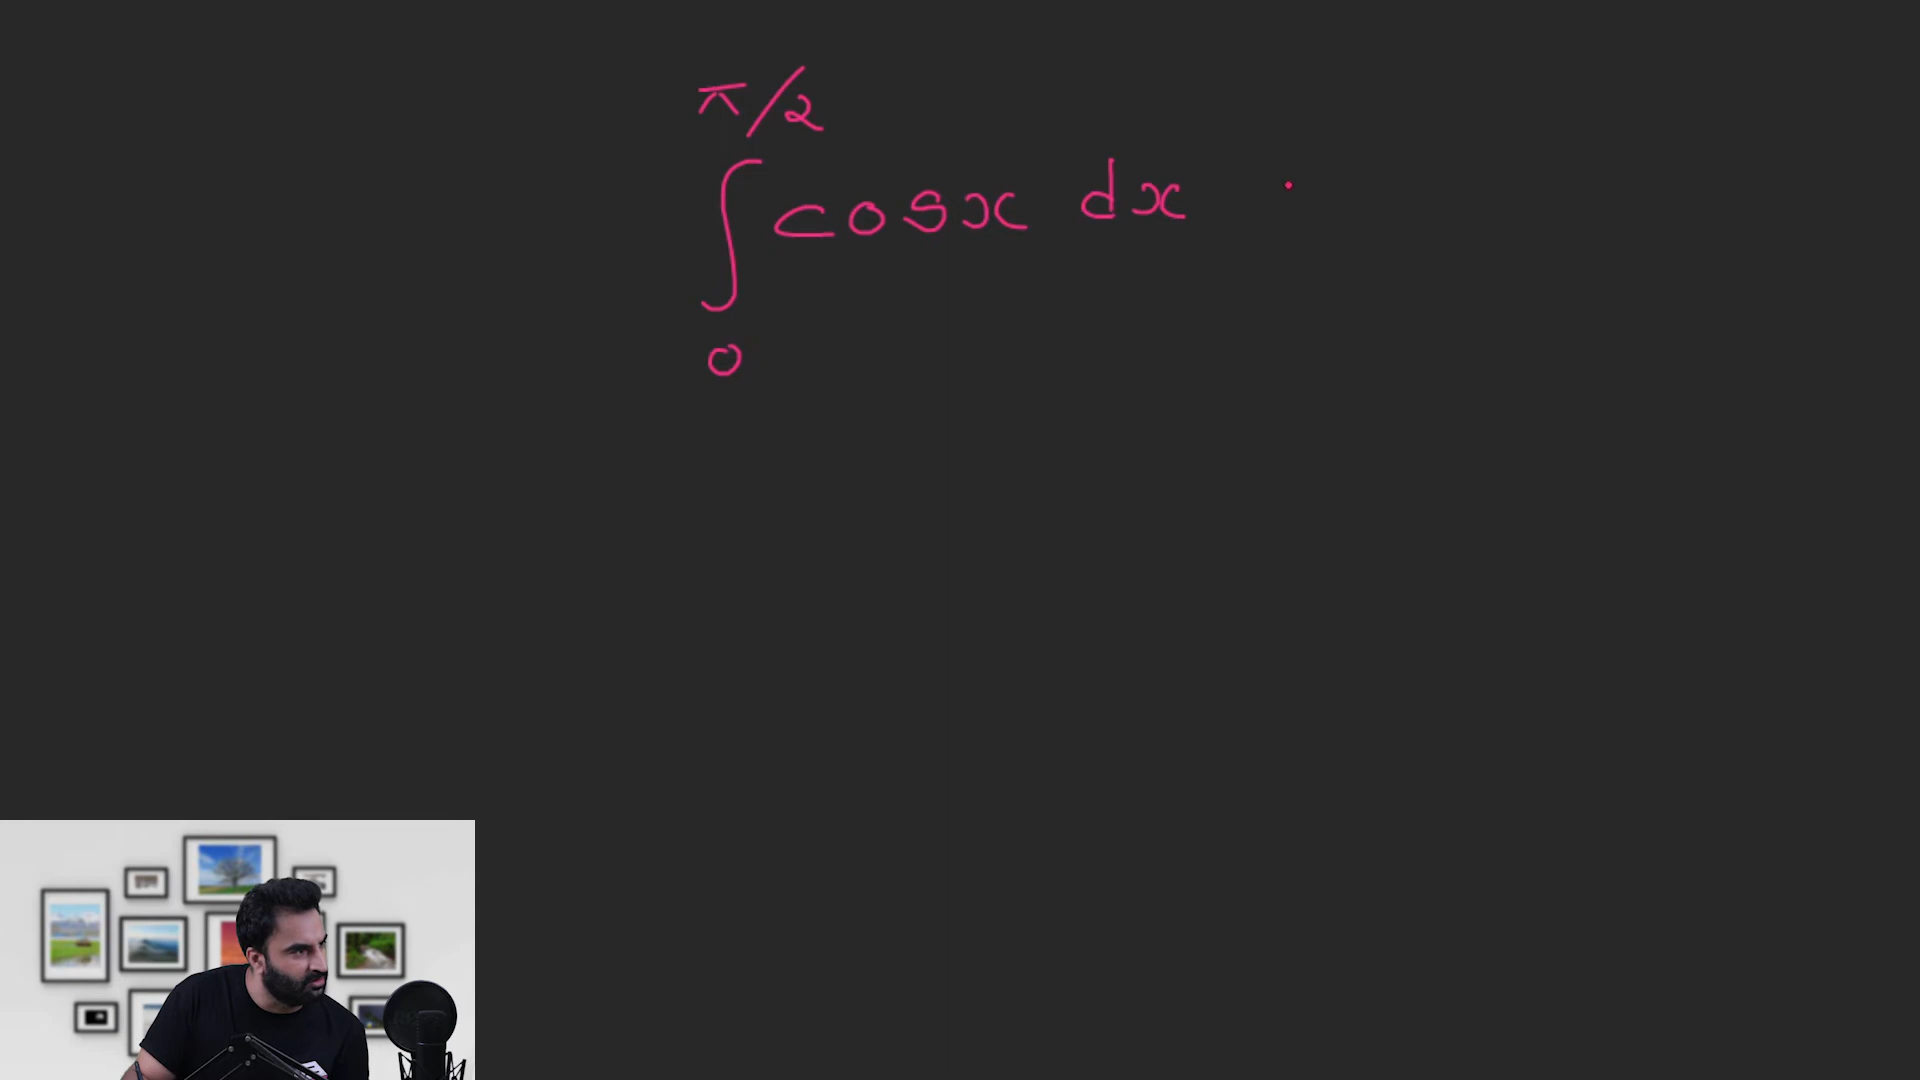 π/2
∫ cosx dx
0